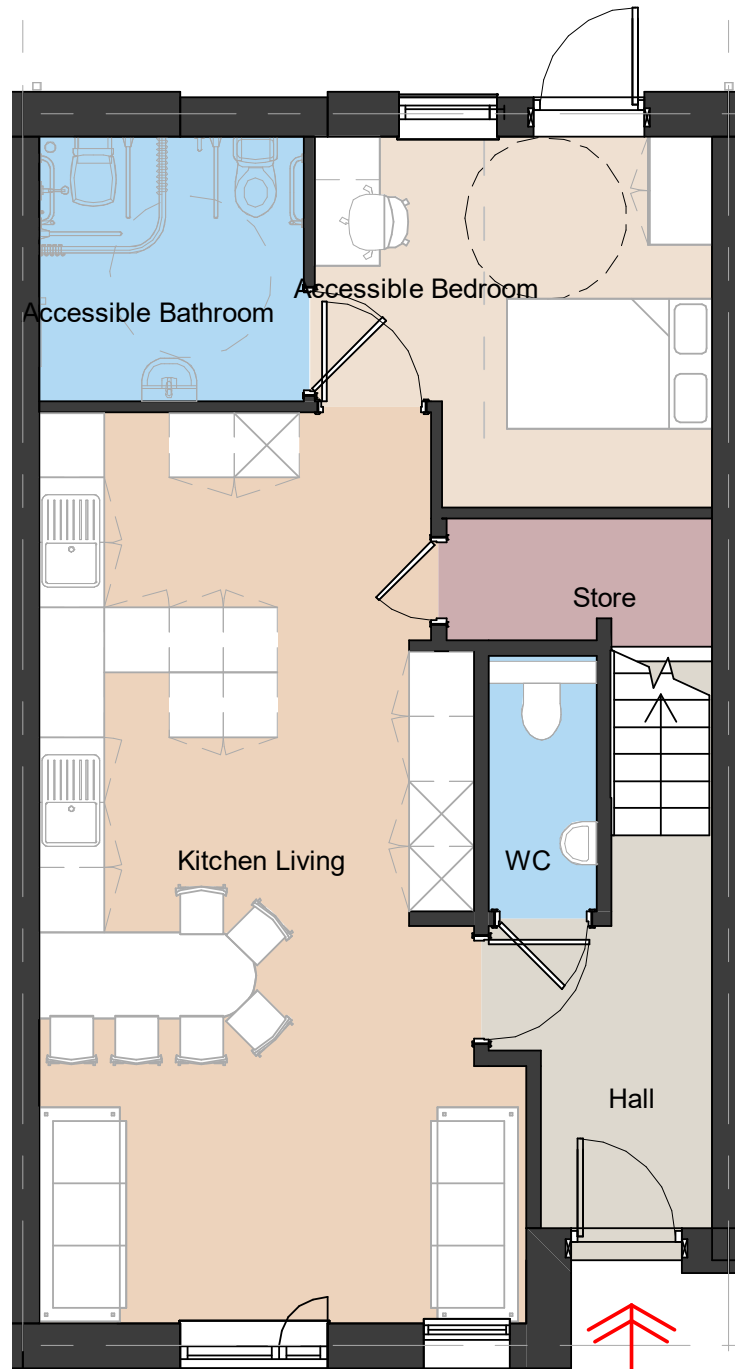 Accessible Bedroom
Accessible Bathroom
Store
Kitchen Living
WC
Hall